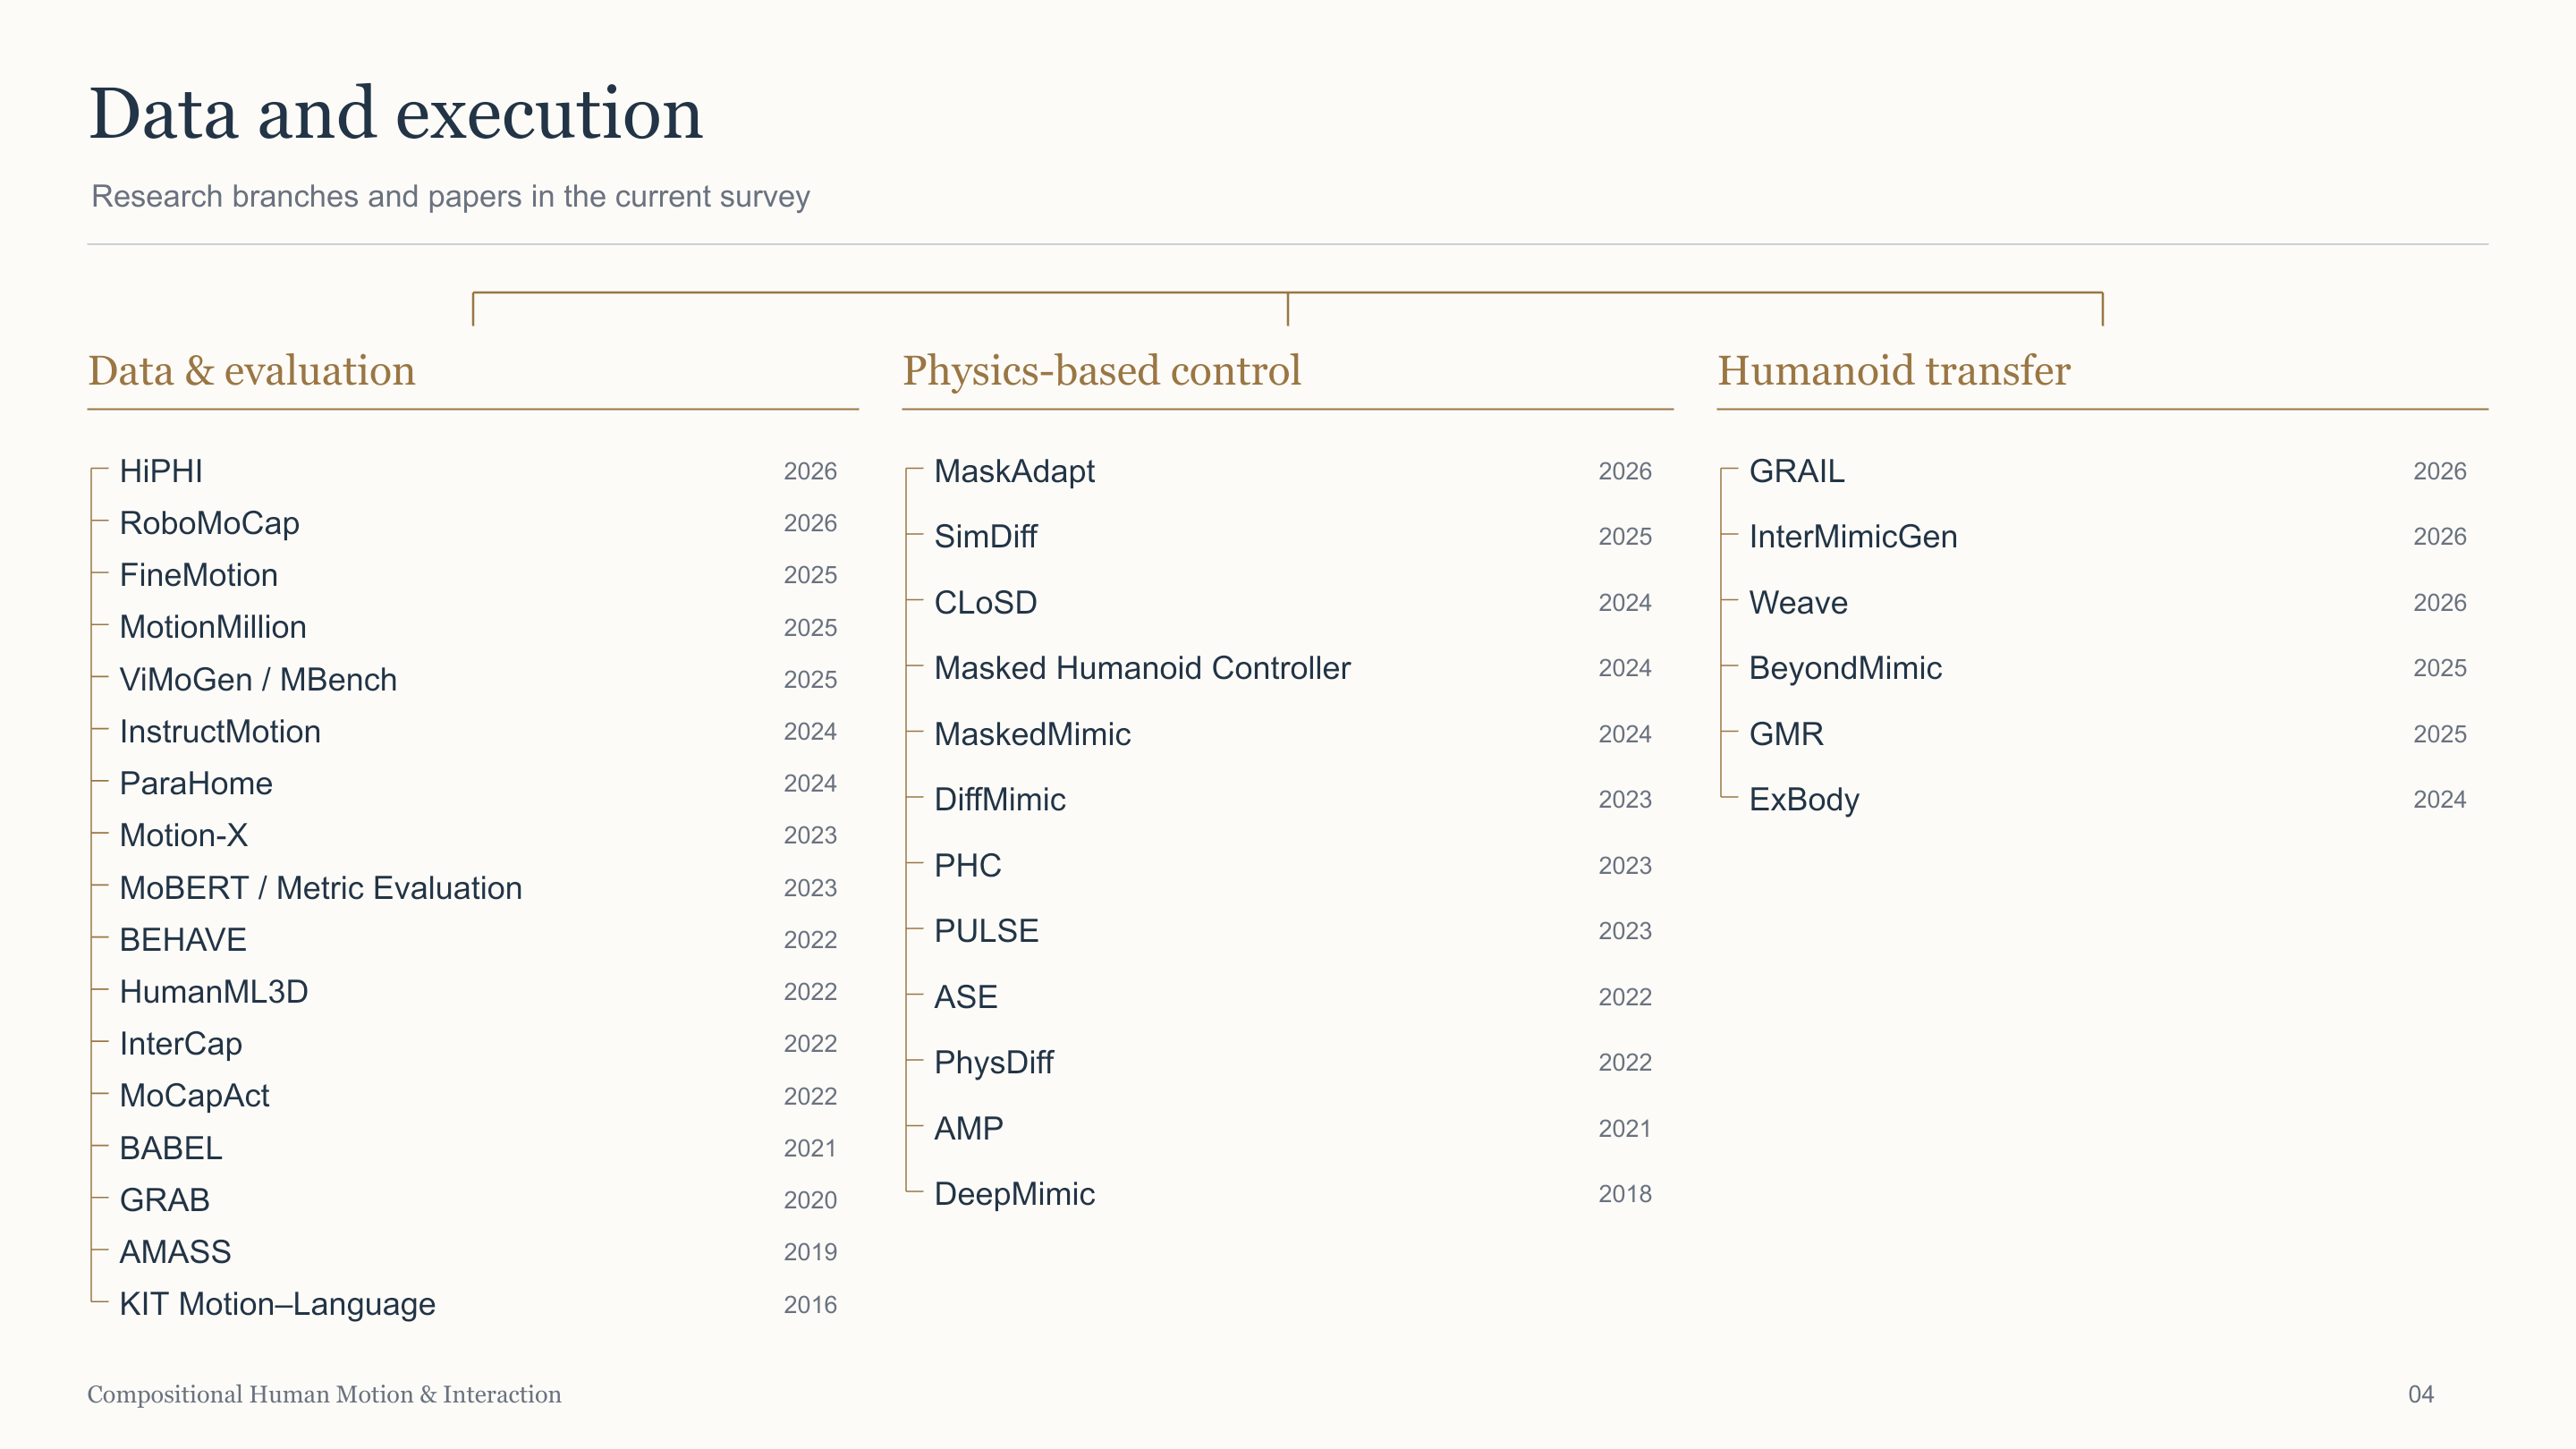 Data and execution
Research branches and papers in the current survey
Data & evaluation
HiPHI 2026
RoboMoCap 2026
FineMotion 2025
MotionMillion 2025
ViMoGen / MBench 2025
InstructMotion 2024
ParaHome 2024
Motion-X 2023
MoBERT / Metric Evaluation 2023
BEHAVE 2022
HumanML3D 2022
InterCap 2022
MoCapAct 2022
BABEL 2021
GRAB 2020
AMASS 2019
KIT Motion–Language 2016
Physics-based control
MaskAdapt 2026
SimDiff 2025
CLoSD 2024
Masked Humanoid Controller 2024
MaskedMimic 2024
DiffMimic 2023
PHC 2023
PULSE 2023
ASE 2022
PhysDiff 2022
AMP 2021
DeepMimic 2018
Humanoid transfer
GRAIL 2026
InterMimicGen 2026
Weave 2026
BeyondMimic 2025
GMR 2025
ExBody 2024
Compositional Human Motion & Interaction
04